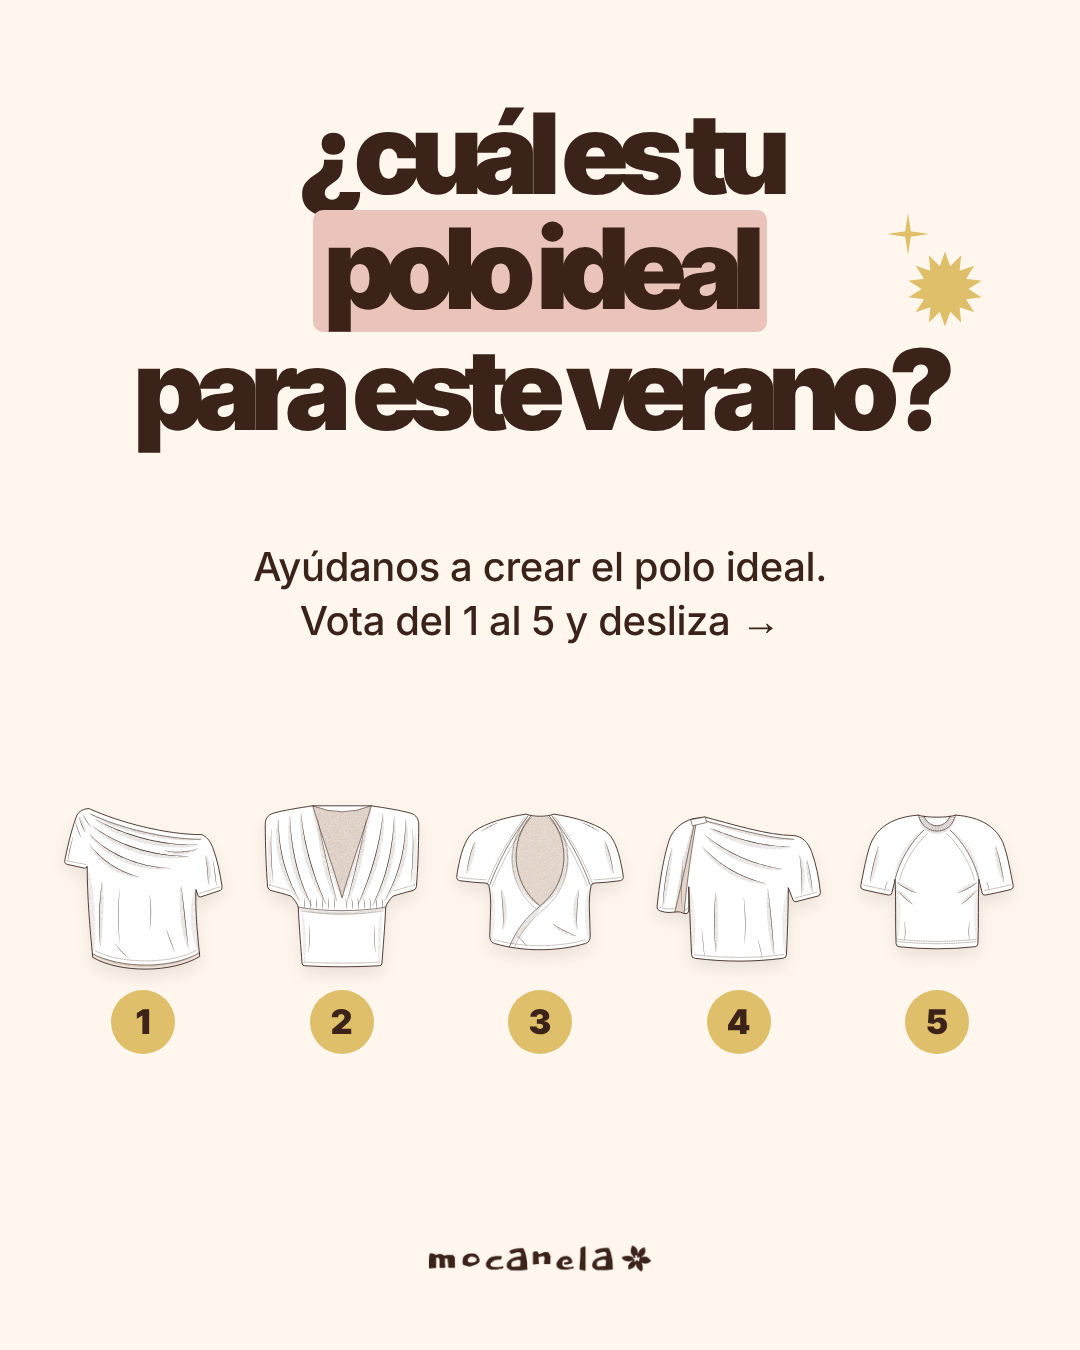 ¿cuál es tu
polo ideal
para este verano?
Ayúdanos a crear el polo ideal.
Vota del 1 al 5 y desliza →
1 2 3 4 5
mocanela